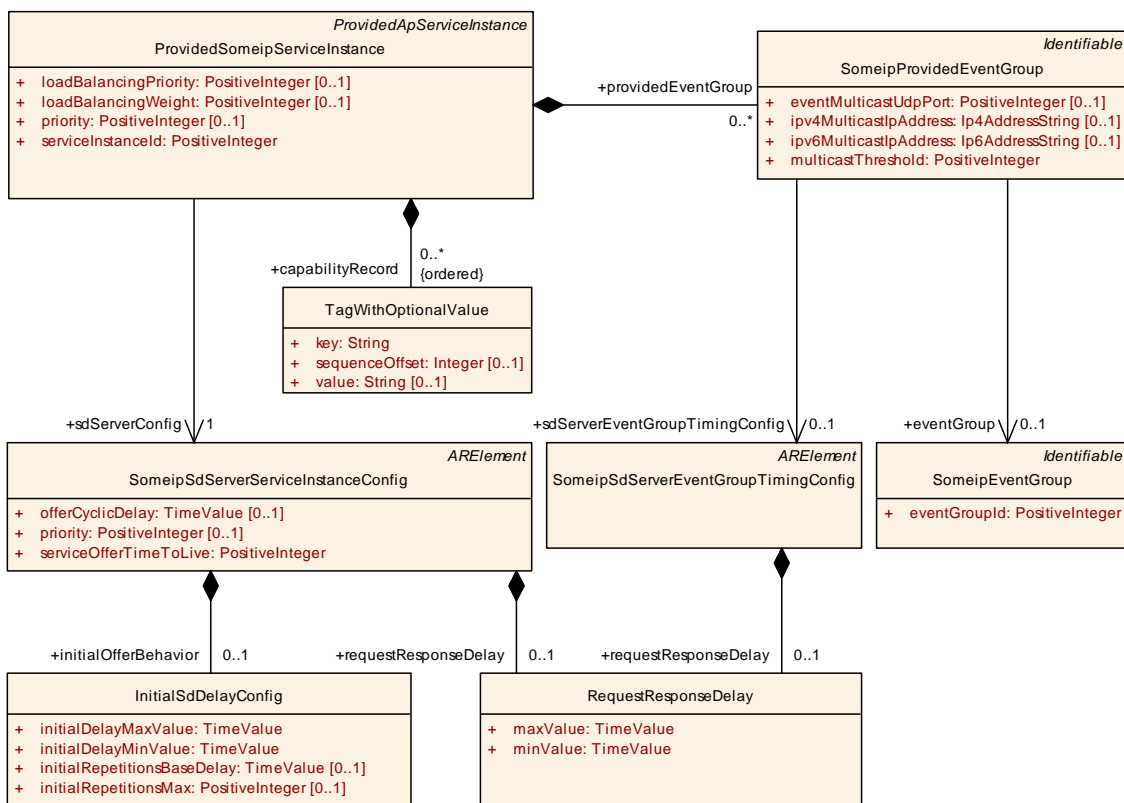 ProvidedApServiceInstance
ProvidedSomeipServiceInstance
+ loadBalancingPriority: PositiveInteger [0..1]
+ loadBalancingWeight: PositiveInteger [0..1]
+ priority: PositiveInteger [0..1]
+ serviceInstanceId: PositiveInteger
+providedEventGroup
0..*
Identifiable
SomeipProvidedEventGroup
+ eventMulticastUdpPort: PositiveInteger [0..1]
+ ipv4MulticastIpAddress: Ip4AddressString [0..1]
+ ipv6MulticastIpAddress: Ip6AddressString [0..1]
+ multicastThreshold: PositiveInteger
+capabilityRecord
0..*
{ordered}
TagWithOptionalValue
+ key: String
+ sequenceOffset: Integer [0..1]
+ value: String [0..1]
+sdServerConfig
1
+sdServerEventGroupTimingConfig
0..1
+eventGroup
0..1
ARElement
SomeipSdServerServiceInstanceConfig
+ offerCyclicDelay: TimeValue [0..1]
+ priority: PositiveInteger [0..1]
+ serviceOfferTimeToLive: PositiveInteger
ARElement
SomeipSdServerEventGroupTimingConfig
Identifiable
SomeipEventGroup
+ eventGroupId: PositiveInteger
+initialOfferBehavior
0..1
+requestResponseDelay
0..1
+requestResponseDelay
0..1
InitialSdDelayConfig
+ initialDelayMaxValue: TimeValue
+ initialDelayMinValue: TimeValue
+ initialRepetitionsBaseDelay: TimeValue [0..1]
+ initialRepetitionsMax: PositiveInteger [0..1]
RequestResponseDelay
+ maxValue: TimeValue
+ minValue: TimeValue